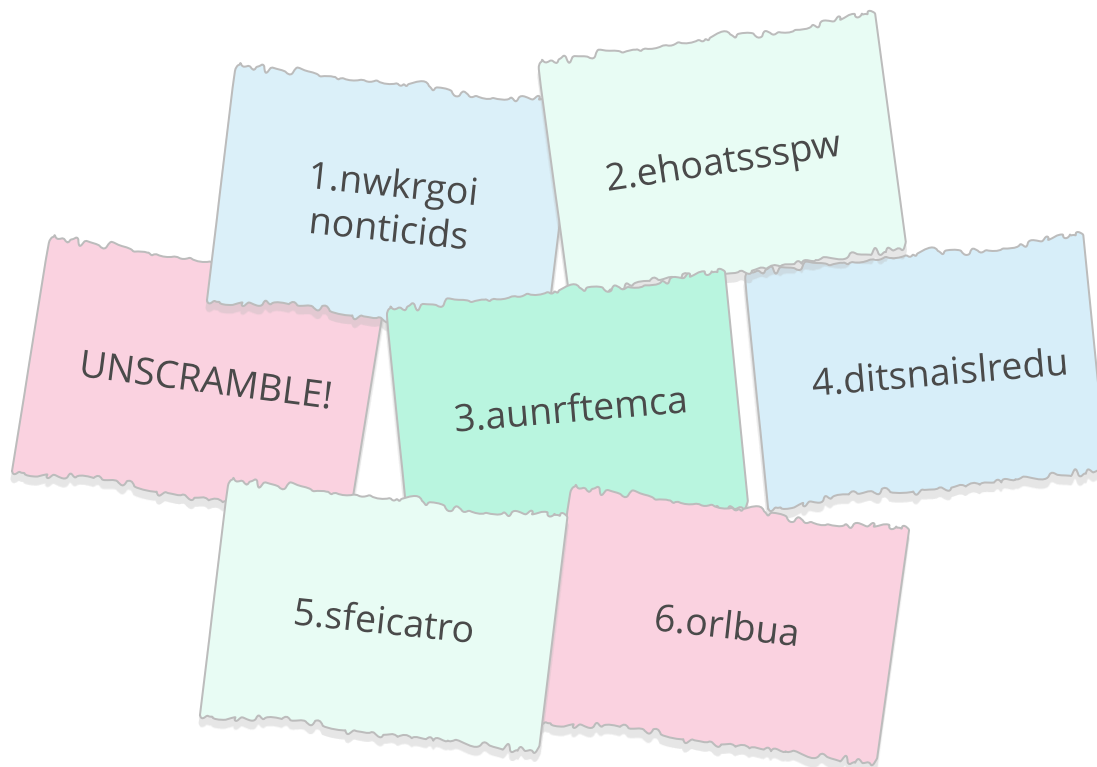 UNSCRAMBLE!
1.nwkrgoi
nonticids
2.ehoatssspw
3.aunrftemca
4.ditsnaislredu
5.sfeicatro
6.orlbua